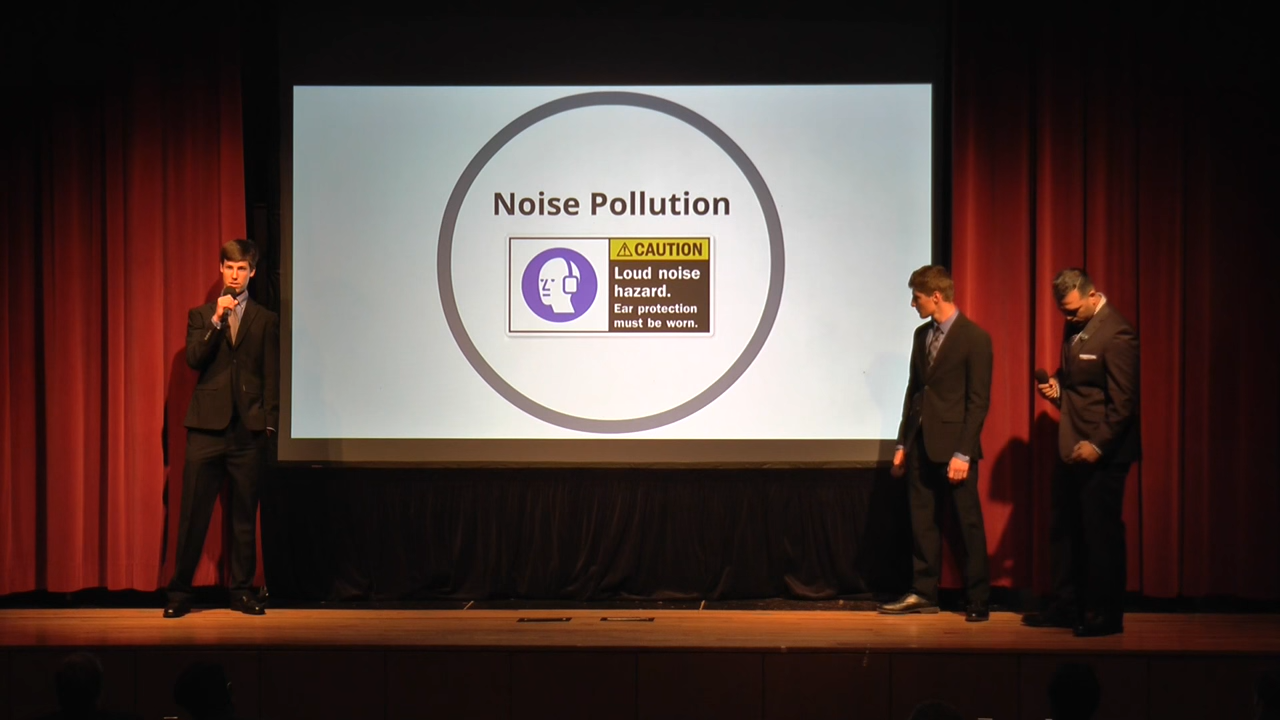 Noise Pollution
CAUTION
Loud noise
hazard.
Ear protection
must be worn.